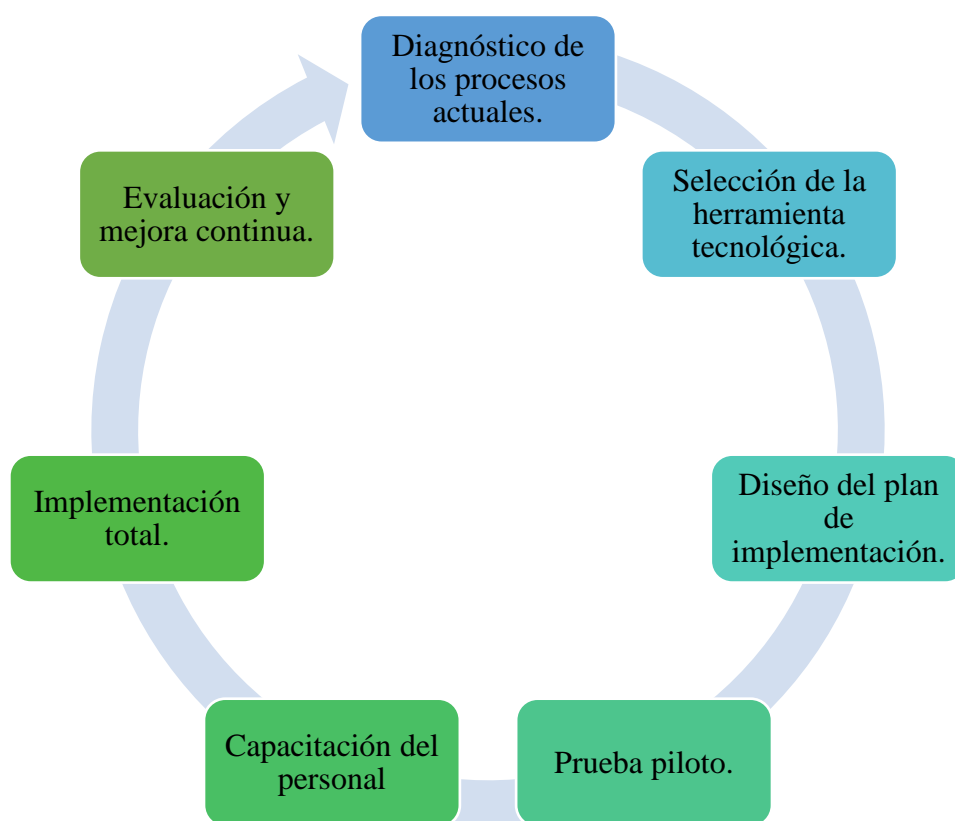 Diagnóstico de
los procesos
actuales.
Selección de la
herramienta
tecnológica.
Diseño del plan
de
implementación.
Prueba piloto.
Capacitación del
personal
Implementación
total.
Evaluación y
mejora continua.